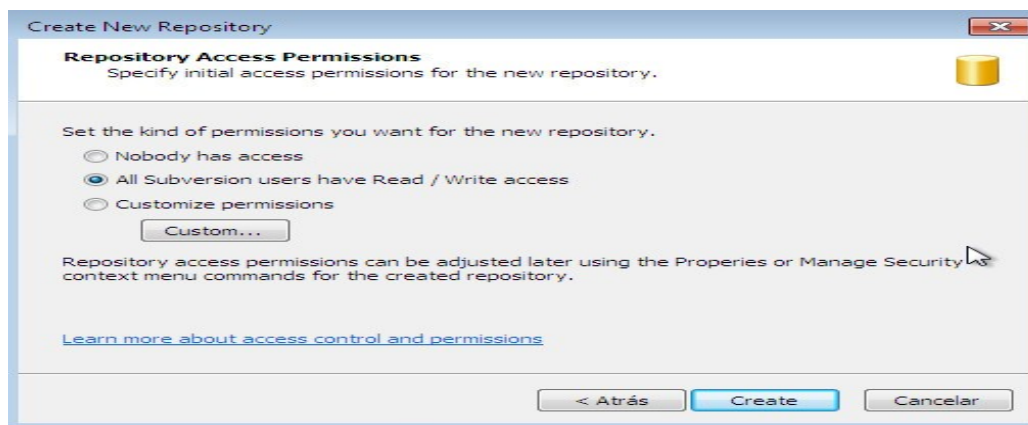 Create New Repository
Repository Access Permissions
Specify initial access permissions for the new repository.
Set the kind of permissions you want for the new repository.
Nobody has access
All Subversion users have Read / Write access
Customize permissions
Custom...
Repository access permissions can be adjusted later using the Properies or Manage Security
context menu commands for the created repository.
Learn more about access control and permissions
< Atrás Create Cancelar